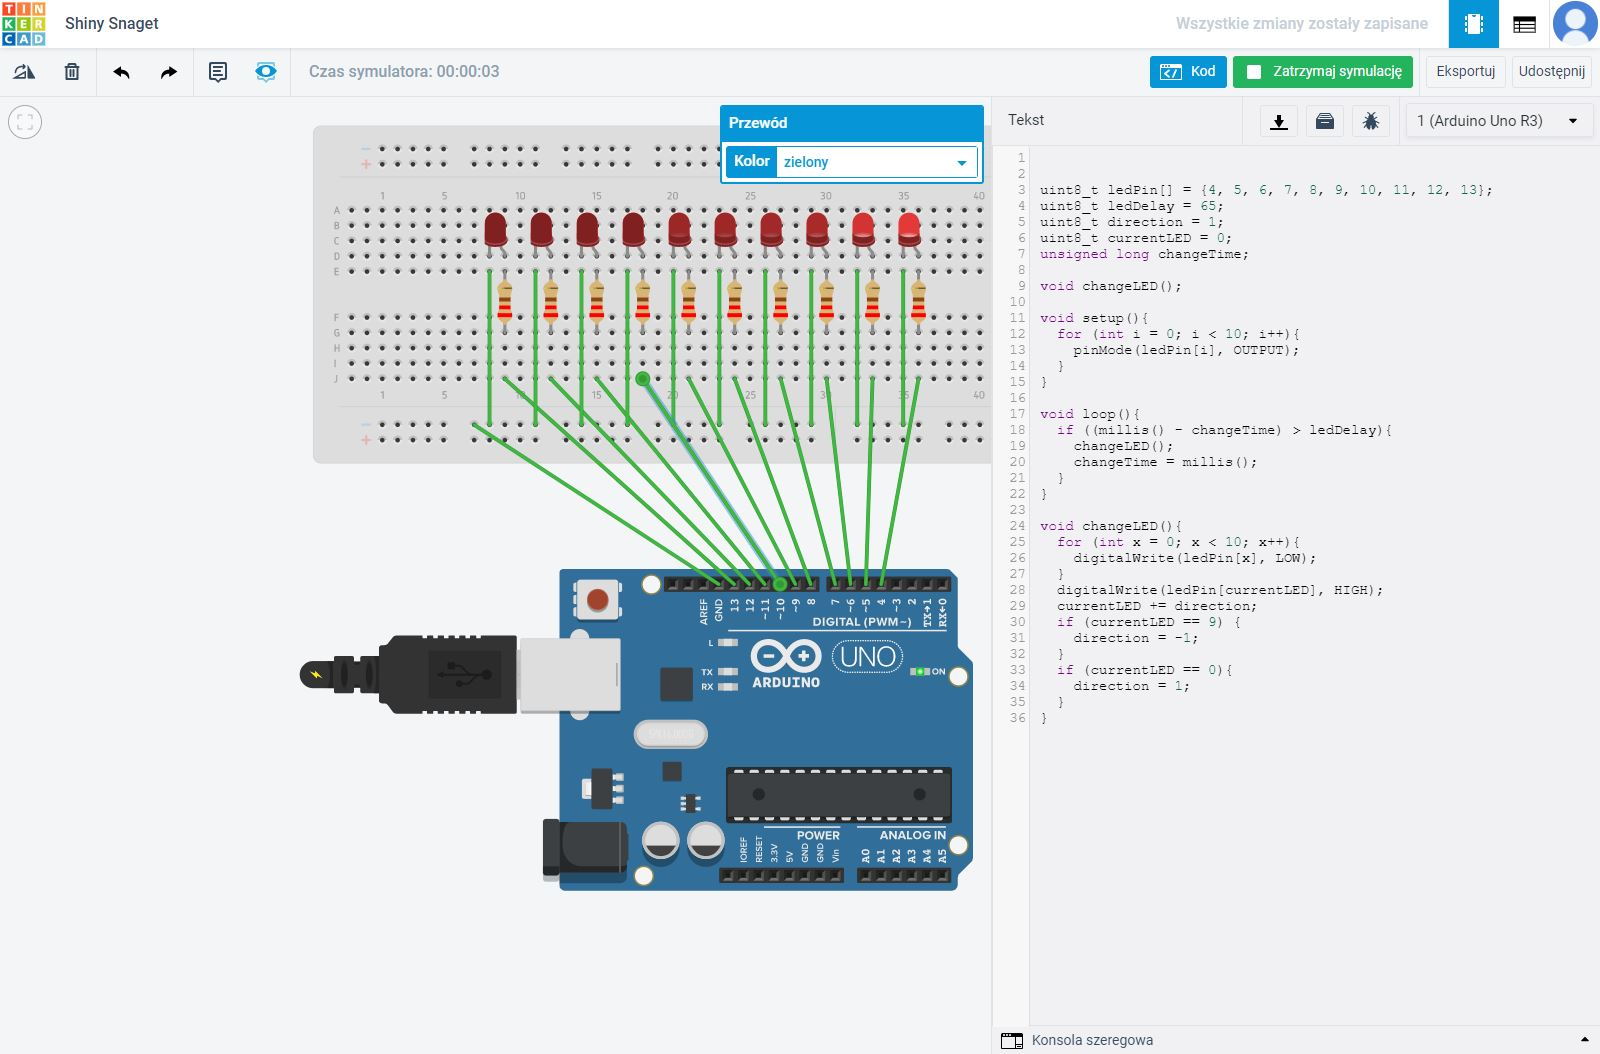 TIN
KER
CAD
Shiny Snaget
Wszystkie zmiany zostały zapisane
Czas symulatora: 00:00:03
Kod
Zatrzymaj symulację
Eksportuj
Udostępnij
Przewód
Kolor
zielony
Tekst
1 (Arduino Uno R3)
1 5 10 15 20 25 30 35 40
A
B
C
D
E
F
G
H
I
J
1 5 10 15 20 25 30 35 40
AREF
GND
13
12
~11
~10
~9
8
7
~6
~5
4
~3
2
TX→1
RX←0
DIGITAL (PWM~)
L
TX
RX
UNO
ARDUINO
ON
POWER
ANALOG IN
IOREF
RESET
3.3V
5V
GND
GND
Vin
A0
A1
A2
A3
A4
A5
1
2
3 uint8_t ledPin[] = {4, 5, 6, 7, 8, 9, 10, 11, 12, 13};
4 uint8_t ledDelay = 65;
5 uint8_t direction = 1;
6 uint8_t currentLED = 0;
7 unsigned long changeTime;
8
9 void changeLED();
10
11 void setup(){
12 for (int i = 0; i < 10; i++){
13 pinMode(ledPin[i], OUTPUT);
14 }
15 }
16
17 void loop(){
18 if ((millis() - changeTime) > ledDelay){
19 changeLED();
20 changeTime = millis();
21 }
22 }
23
24 void changeLED(){
25 for (int x = 0; x < 10; x++){
26 digitalWrite(ledPin[x], LOW);
27 }
28 digitalWrite(ledPin[currentLED], HIGH);
29 currentLED += direction;
30 if (currentLED == 9) {
31 direction = -1;
32 }
33 if (currentLED == 0){
34 direction = 1;
35 }
36 }
Konsola szeregowa